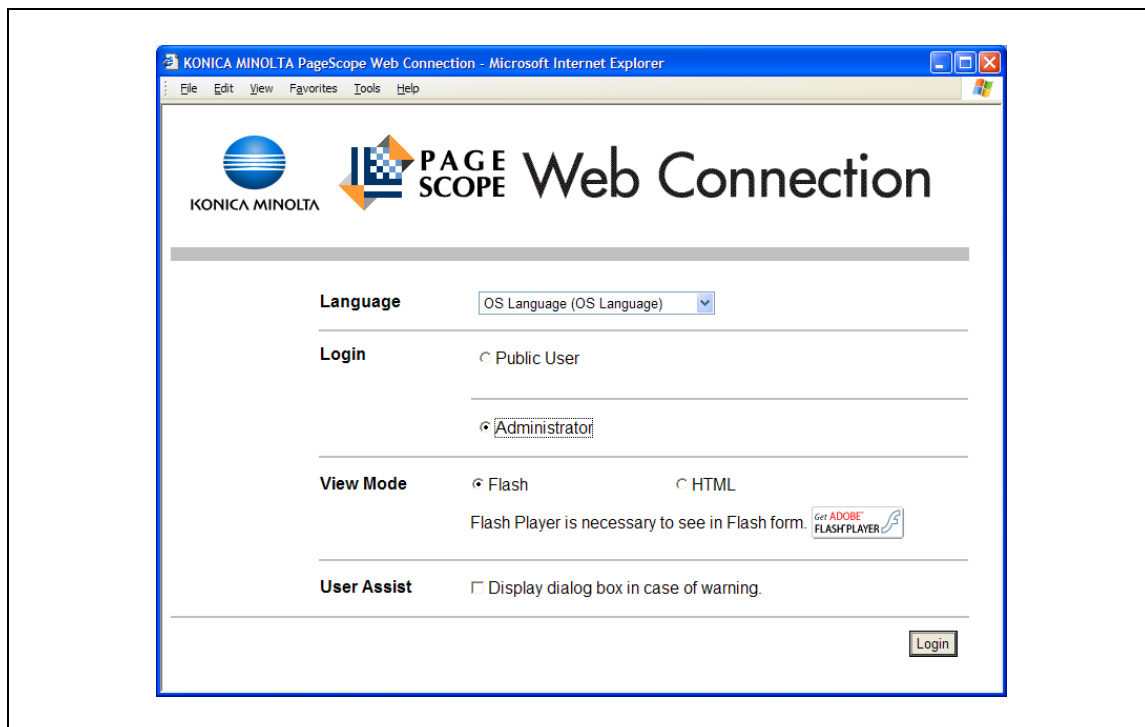 KONICA MINOLTA PageScope Web Connection - Microsoft Internet Explorer
File Edit View Favorites Tools Help
KONICA MINOLTA
PAGE SCOPE Web Connection
Language OS Language (OS Language)
Login Public User
Administrator
View Mode Flash HTML
Flash Player is necessary to see in Flash form. Get ADOBE FLASH PLAYER
User Assist Display dialog box in case of warning.
Login